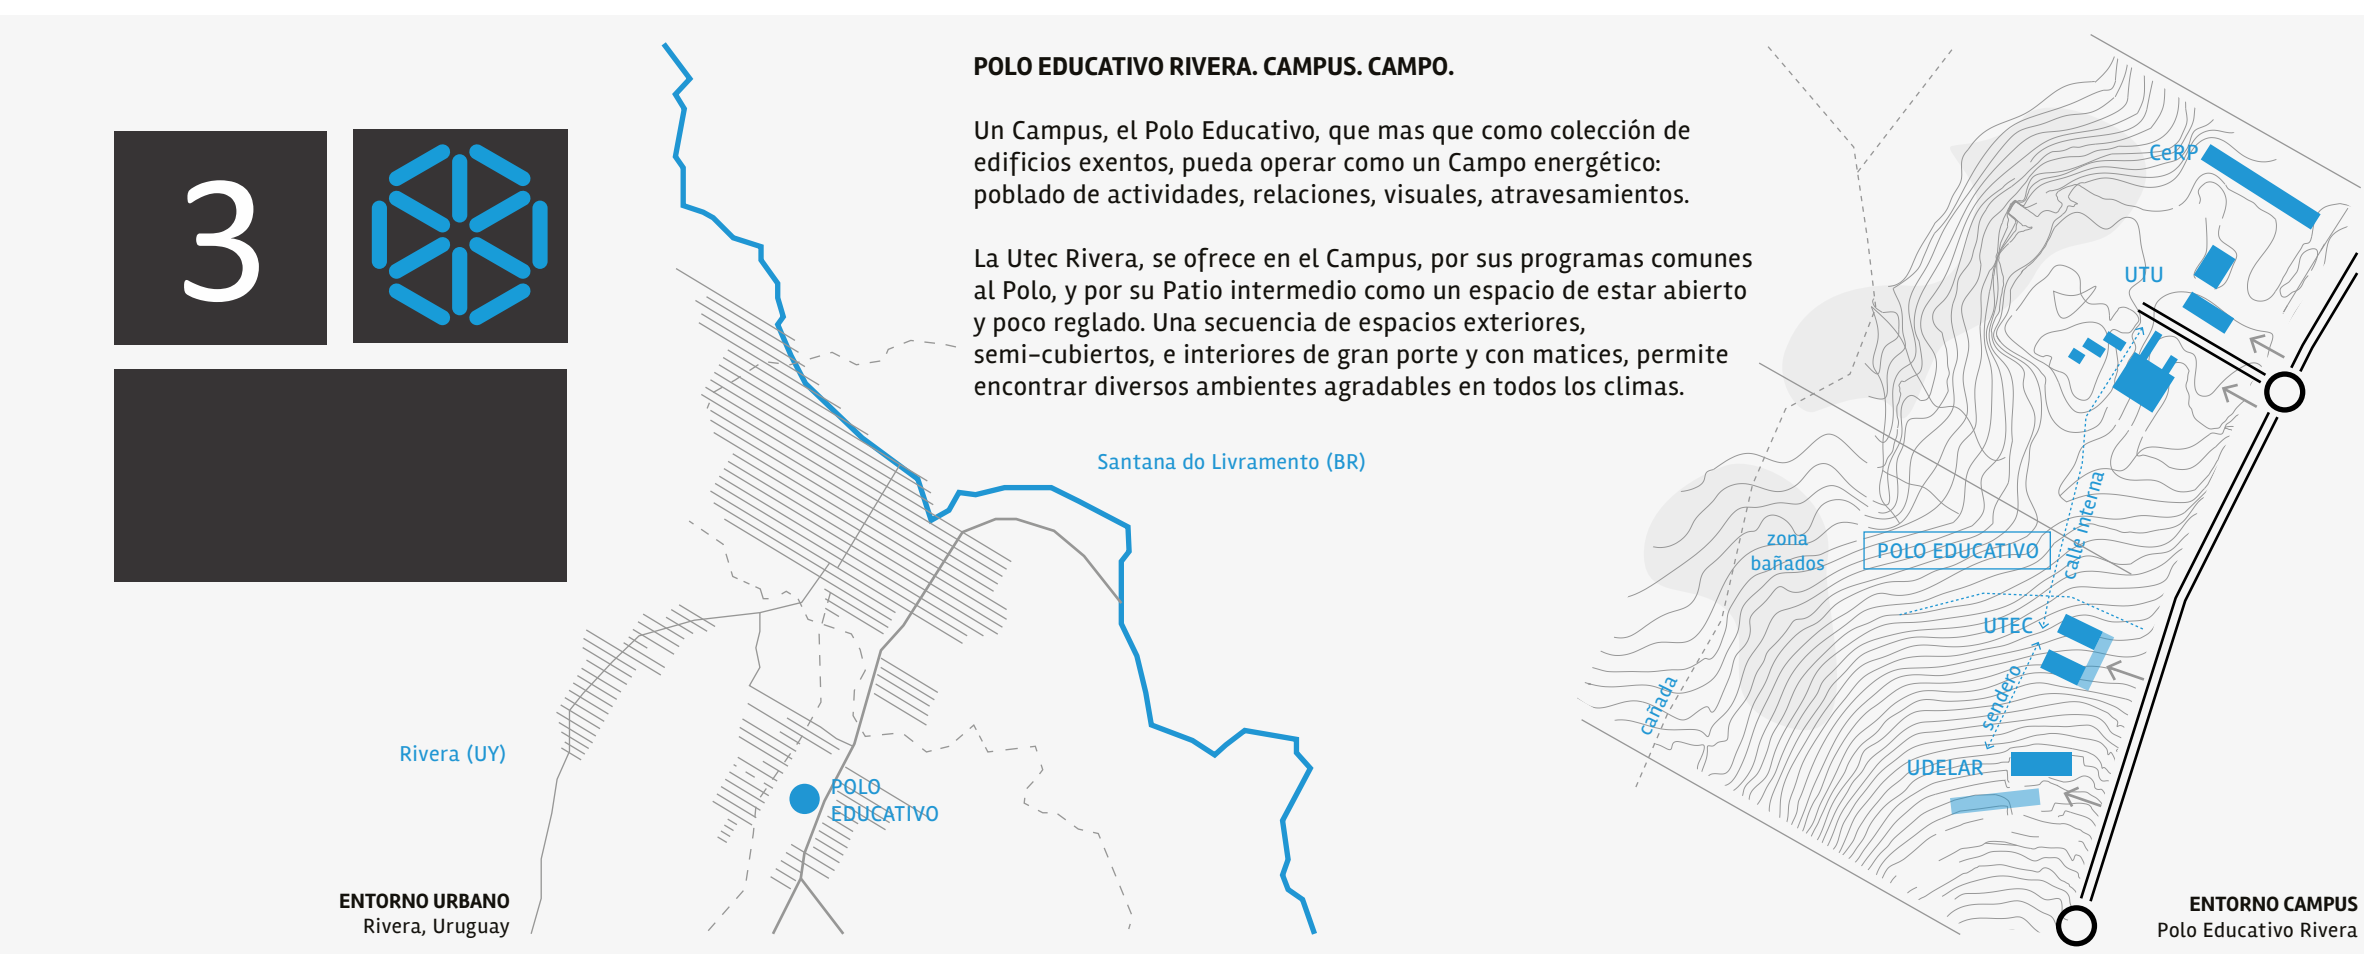 3
POLO EDUCATIVO RIVERA. CAMPUS. CAMPO.
Un Campus, el Polo Educativo, que mas que como colección de
edificios exentos, pueda operar como un Campo energético:
poblado de actividades, relaciones, visuales, atravesamientos.
La Utec Rivera, se ofrece en el Campus, por sus programas comunes
al Polo, y por su Patio intermedio como un espacio de estar abierto
y poco reglado. Una secuencia de espacios exteriores,
semi-cubiertos, e interiores de gran porte y con matices, permite
encontrar diversos ambientes agradables en todos los climas.
Santana do Livramento (BR)
Rivera (UY)
POLO
EDUCATIVO
ENTORNO URBANO
Rivera, Uruguay
CeRP
UTU
calle interna
zona
bañados
POLO EDUCATIVO
UTEC
sendero
cañada
UDELAR
ENTORNO CAMPUS
Polo Educativo Rivera